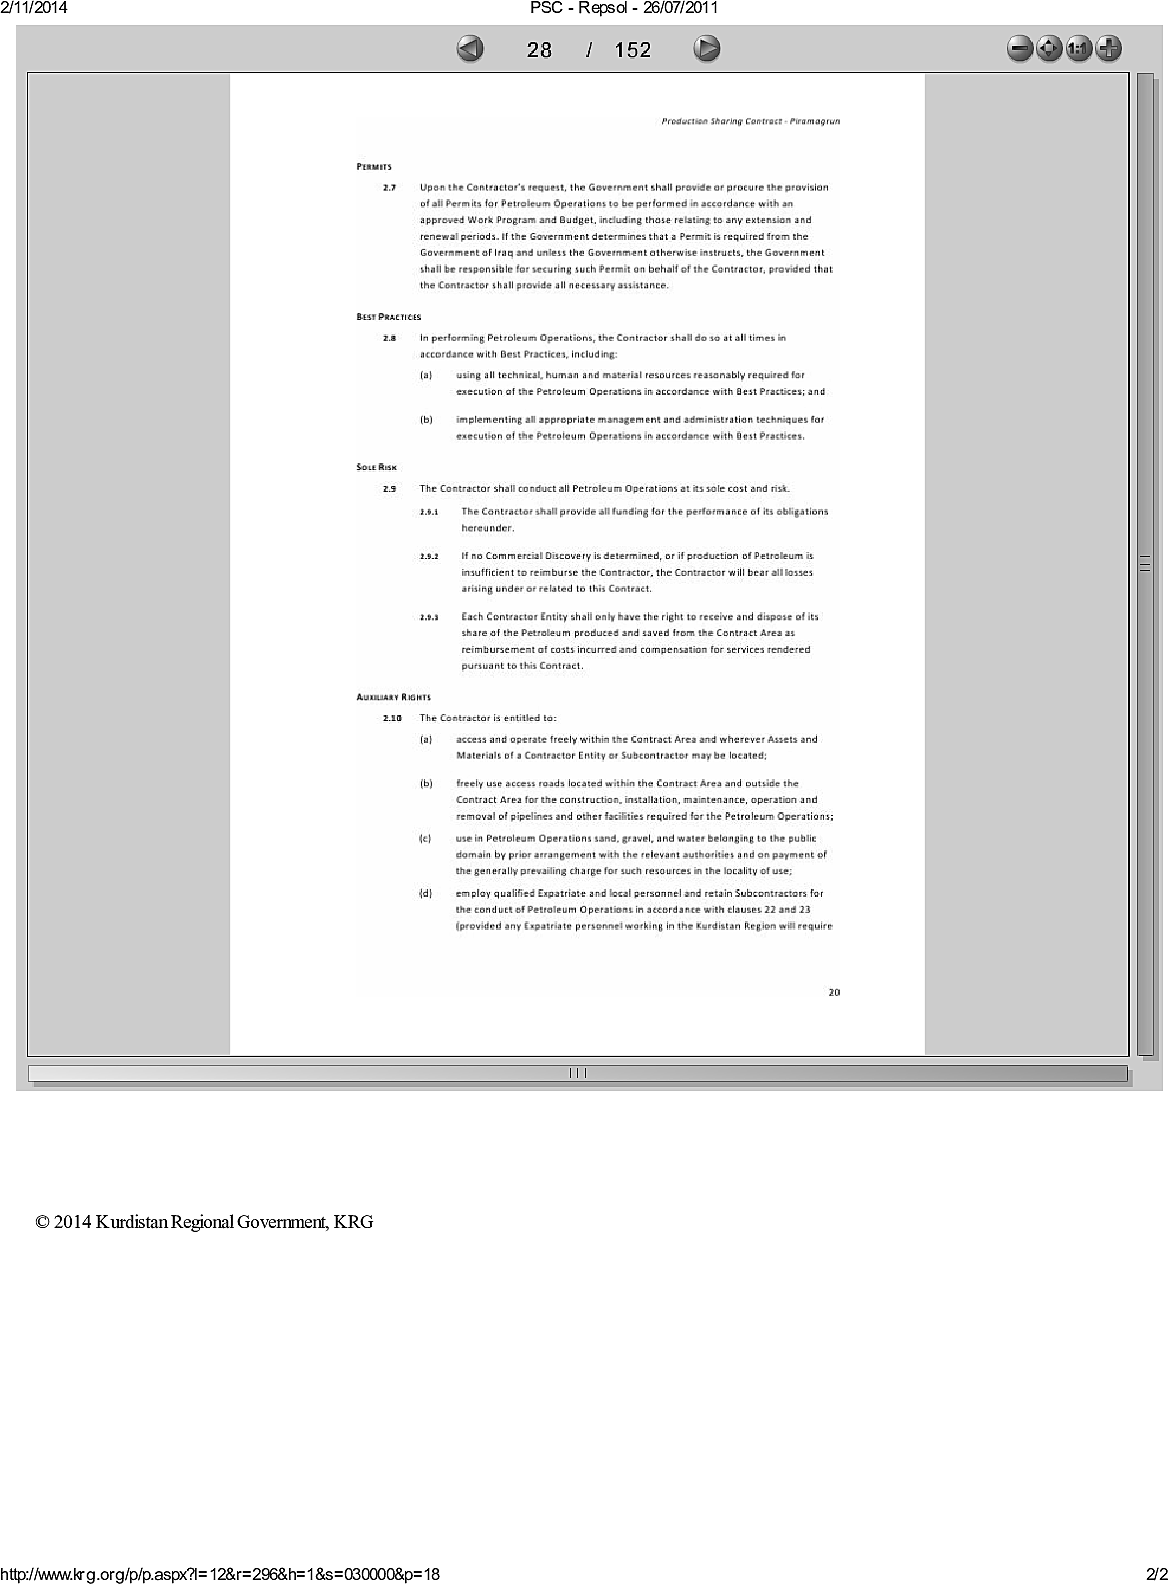 2/11/2014 PSC - Repsol - 26/07/2011
28 / 152
1:1
Production Sharing Contract - Piramagrun
PERMITS
2.7 Upon the Contractor's request, the Government shall provide or procure the provision
of all Permits for Petroleum Operations to be performed in accordance with an
approved Work Program and Budget, including those relating to any extension and
renewal periods. If the Government determines that a Permit is required from the
Government of Iraq and unless the Government otherwise instructs, the Government
shall be responsible for securing such Permit on behalf of the Contractor, provided that
the Contractor shall provide all necessary assistance.
BEST PRACTICES
2.8 In performing Petroleum Operations, the Contractor shall do so at all times in
accordance with Best Practices, including:
(a) using all technical, human and material resources reasonably required for
execution of the Petroleum Operations in accordance with Best Practices; and
(b) implementing all appropriate management and administration techniques for
execution of the Petroleum Operations in accordance with Best Practices.
SOLE RISK
2.9 The Contractor shall conduct all Petroleum Operations at its sole cost and risk.
2.9.1 The Contractor shall provide all funding for the performance of its obligations
hereunder.
2.9.2 If no Commercial Discovery is determined, or if production of Petroleum is
insufficient to reimburse the Contractor, the Contractor will bear all losses
arising under or related to this Contract.
2.9.3 Each Contractor Entity shall only have the right to receive and dispose of its
share of the Petroleum produced and saved from the Contract Area as
reimbursement of costs incurred and compensation for services rendered
pursuant to this Contract.
AUXILIARY RIGHTS
2.10 The Contractor is entitled to:
(a) access and operate freely within the Contract Area and wherever Assets and
Materials of a Contractor Entity or Subcontractor may be located;
(b) freely use access roads located within the Contract Area and outside the
Contract Area for the construction, installation, maintenance, operation and
removal of pipelines and other facilities required for the Petroleum Operations;
(c) use in Petroleum Operations sand, gravel, and water belonging to the public
domain by prior arrangement with the relevant authorities and on payment of
the generally prevailing charge for such resources in the locality of use;
(d) employ qualified Expatriate and local personnel and retain Subcontractors for
the conduct of Petroleum Operations in accordance with clauses 22 and 23
(provided any Expatriate personnel working in the Kurdistan Region will require
20
© 2014 Kurdistan Regional Government, KRG
http://www.krg.org/p/p.aspx?l=12&r=296&h=1&s=030000&p=18 2/2